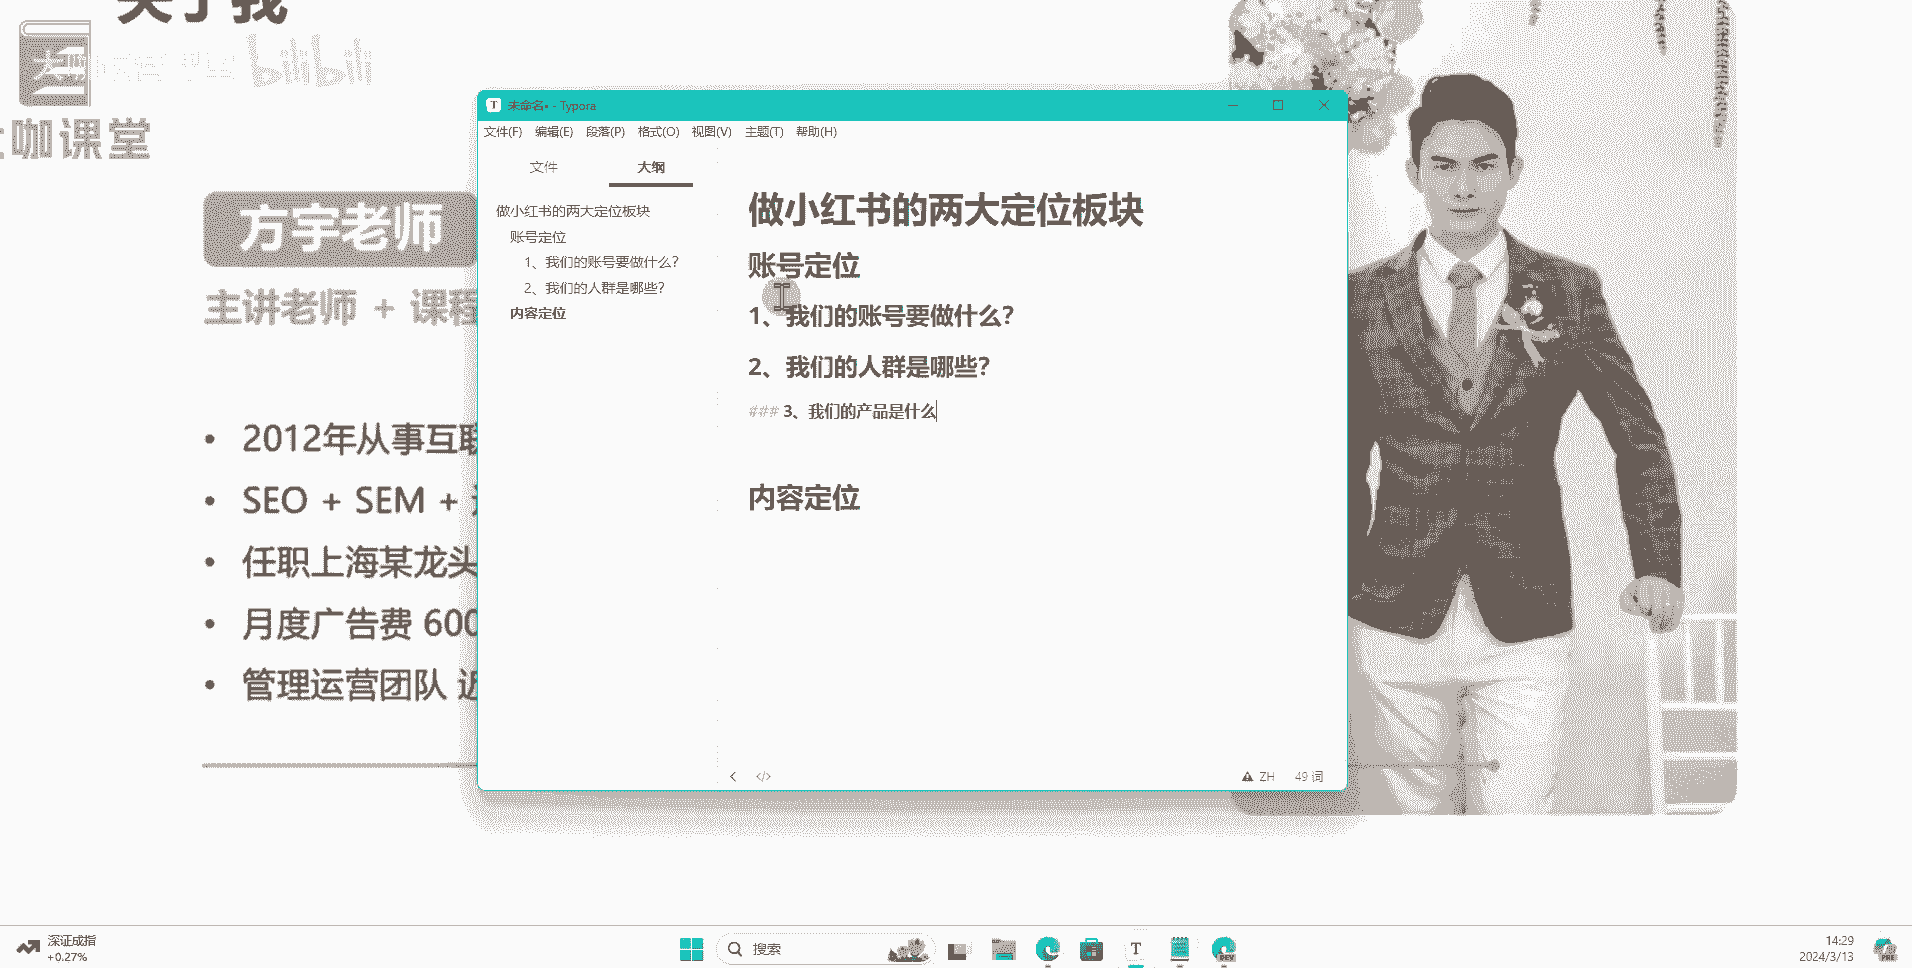 关于我
bilibili
咖课堂
方宇老师
主讲老师 + 课程
• 2012年从事互联
• SEO + SEM +
• 任职上海某龙头
• 月度广告费 600
• 管理运营团队 近
未命名• - Typora
文件(F) 编辑(E) 段落(P) 格式(O) 视图(V) 主题(T) 帮助(H)
文件 大纲
做小红书的两大定位板块
账号定位
1、我们的账号要做什么？
2、我们的人群是哪些？
内容定位
做小红书的两大定位板块
账号定位
1、我们的账号要做什么？
2、我们的人群是哪些？
### 3、我们的产品是什么
内容定位
ZH 49 词
深证成指
+0.27%
搜索
T
DEV
14:29
2024/3/13
PRE